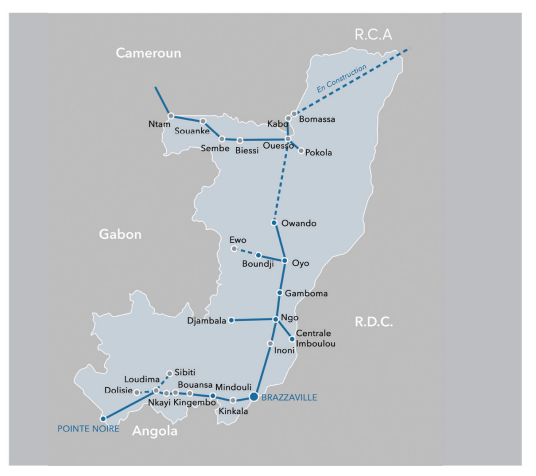 R.C.A
Cameroun
En Construction
Kabo
Bomassa
Ntam
Souanke
Sembe
Biessi
Ouesso
Pokola
Owando
Gabon
Ewo
Boundji
Oyo
Gamboma
Djambala
Ngo
R.D.C.
Centrale
Imboulou
Inoni
Sibiti
Loudima
Dolisie
Bouansa
Mindouli
Nkayi
Kingembo
BRAZZAVILLE
Kinkala
POINTE NOIRE
Angola